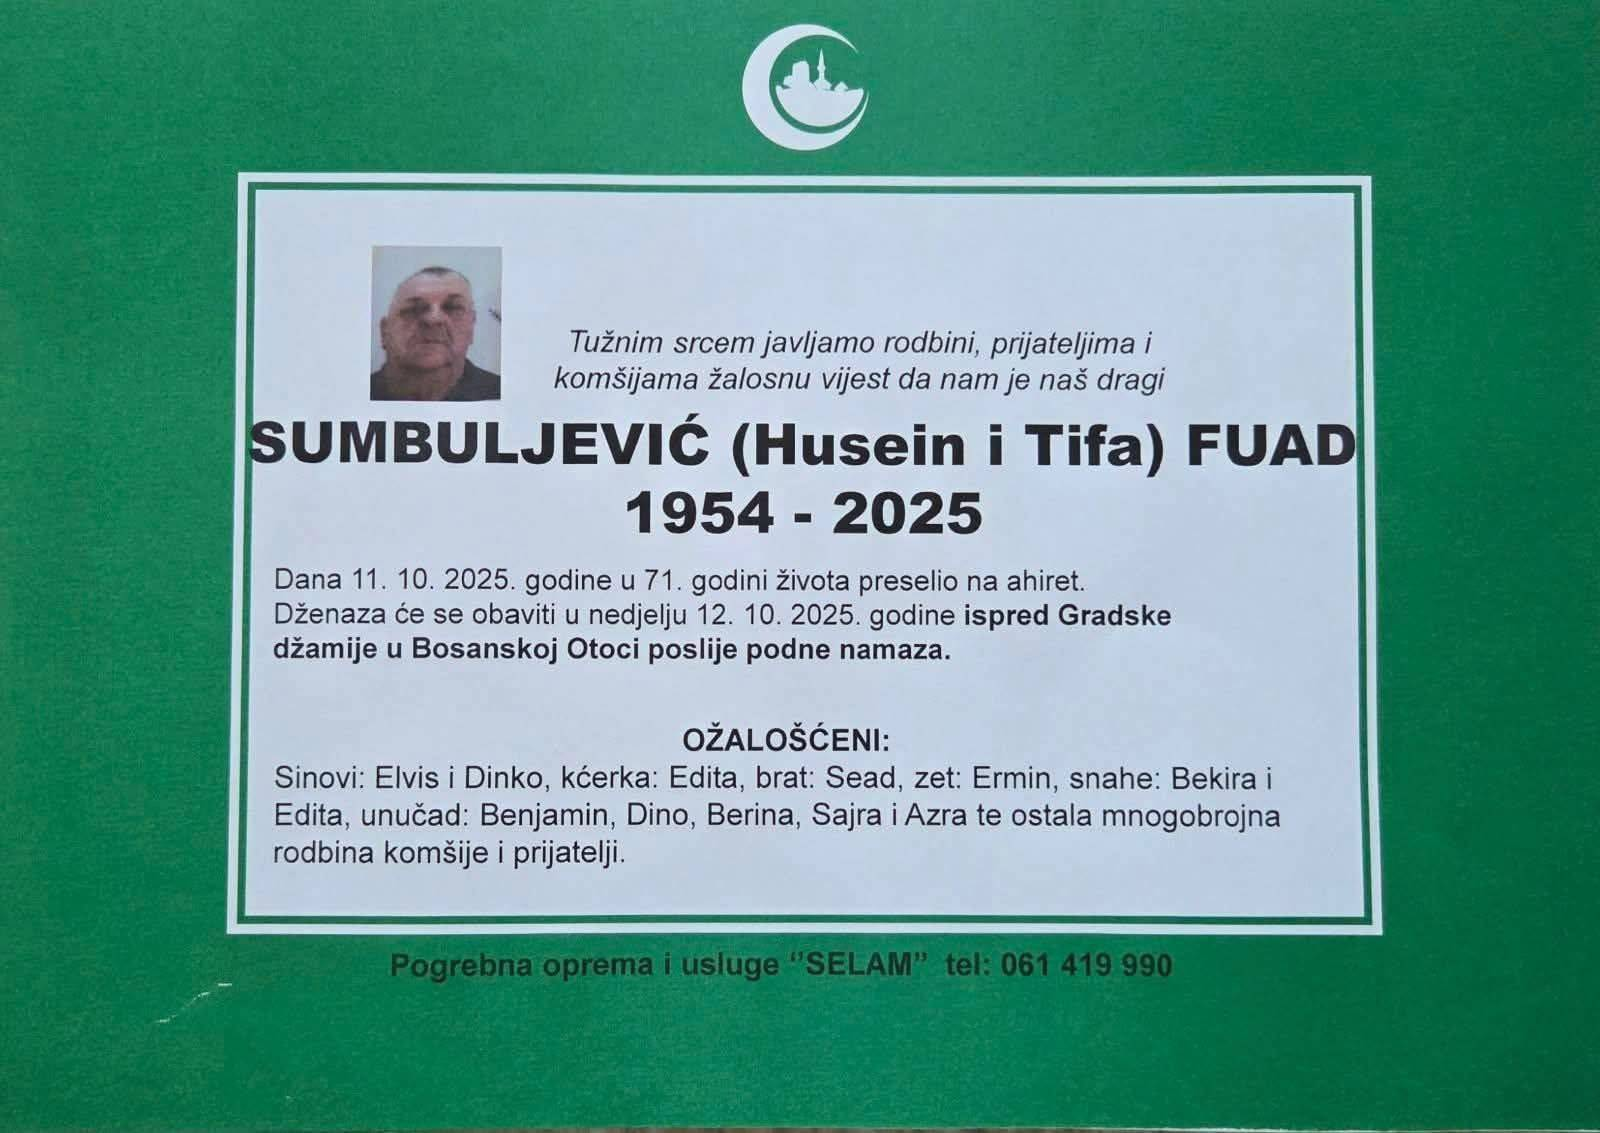 Tužnim srcem javljamo rodbini, prijateljima i
komšijama žalosnu vijest da nam je naš dragi
SUMBULJEVIĆ (Husein i Tifa) FUAD
1954 - 2025
Dana 11. 10. 2025. godine u 71. godini života preselio na ahiret.
Dženaza će se obaviti u nedjelju 12. 10. 2025. godine ispred Gradske
džamije u Bosanskoj Otoci poslije podne namaza.
OŽALOŠĆENI:
Sinovi: Elvis i Dinko, kćerka: Edita, brat: Sead, zet: Ermin, snahe: Bekira i
Edita, unučad: Benjamin, Dino, Berina, Sajra i Azra te ostala mnogobrojna
rodbina komšije i prijatelji.
Pogrebna oprema i usluge ‘‘SELAM’’ tel: 061 419 990